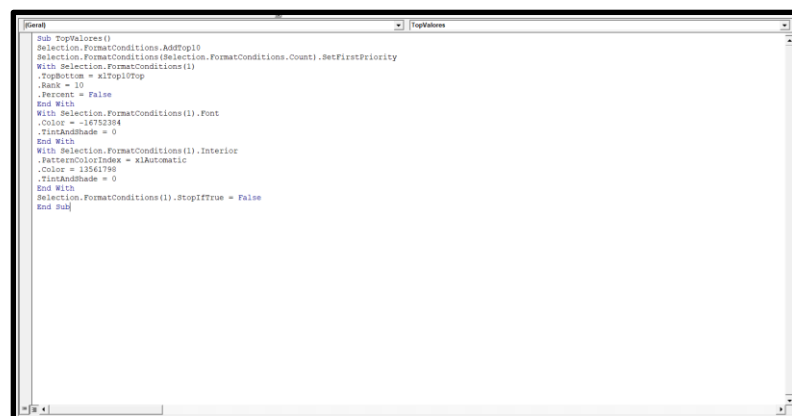 (Geral) TopValores
Sub TopValores()
Selection.FormatConditions.AddTop10
Selection.FormatConditions(Selection.FormatConditions.Count).SetFirstPriority
With Selection.FormatConditions(1)
.TopBottom = xlTop10Top
.Rank = 10
.Percent = False
End With
With Selection.FormatConditions(1).Font
.Color = -16752384
.TintAndShade = 0
End With
With Selection.FormatConditions(1).Interior
.PatternColorIndex = xlAutomatic
.Color = 13561798
.TintAndShade = 0
End With
Selection.FormatConditions(1).StopIfTrue = False
End Sub